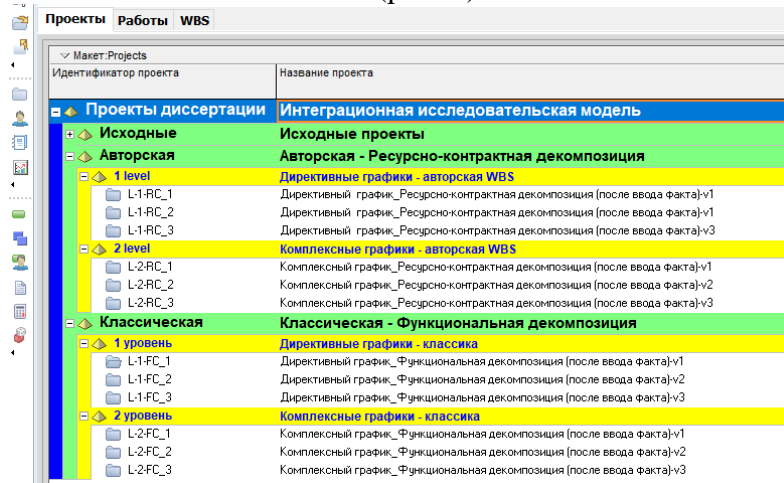 Проекты Работы WBS
Макет:Projects
Идентификатор проекта Название проекта
Проекты диссертации Интеграционная исследовательская модель
Исходные Исходные проекты
Авторская Авторская - Ресурсно-контрактная декомпозиция
1 level Директивные графики - авторская WBS
L-1-RC_1 Директивный график_Ресурсно-контрактная декомпозиция (после ввода факта)-v1
L-1-RC_2 Директивный график_Ресурсно-контрактная декомпозиция (после ввода факта)-v1
L-1-RC_3 Директивный график_Ресурсно-контрактная декомпозиция (после ввода факта)-v3
2 level Комплексные графики - авторская WBS
L-2-RC_1 Комплексный график_Ресурсно-контрактная декомпозиция (после ввода факта)-v1
L-2-RC_2 Комплексный график_Ресурсно-контрактная декомпозиция (после ввода факта)-v2
L-2-RC_3 Комплексный график_Ресурсно-контрактная декомпозиция (после ввода факта)-v3
Классическая Классическая - Функциональная декомпозиция
1 уровень Директивные графики - классика
L-1-FC_1 Директивный график_Функциональная декомпозиция (после ввода факта)-v1
L-1-FC_2 Директивный график_Функциональная декомпозиция (после ввода факта)-v2
L-1-FC_3 Директивный график_Функциональная декомпозиция (после ввода факта)-v3
2 уровень Комплексные графики - классика
L-2-FC_1 Комплексный график_Функциональная декомпозиция (после ввода факта)-v1
L-2-FC_2 Комплексный график_Функциональная декомпозиция (после ввода факта)-v2
L-2-FC_3 Комплексный график_Функциональная декомпозиция (после ввода факта)-v3